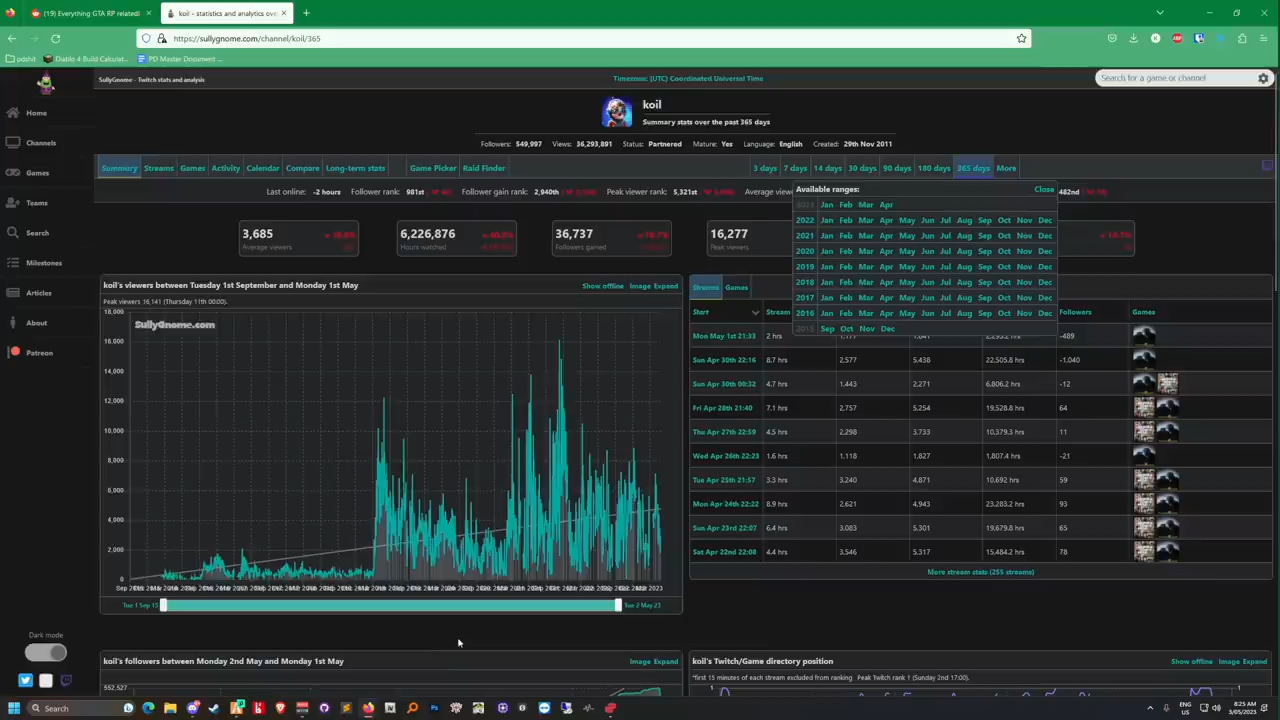 (19) Everything GTA RP related!
koil - statistics and analytics ove
https://sullygnome.com/channel/koil/365
pdshit
Diablo 4 Build Calculat...
PD Master Document ...
SullyGnome - Twitch stats and analysis
Timezone: (UTC) Coordinated Universal Time
Search for a game or channel
Home
Channels
Games
Teams
Search
Milestones
Articles
About
Patreon
Dark mode
koil
Summary stats over the past 365 days
Followers: 549,997 Views: 36,293,891 Status: Partnered Mature: Yes Language: English Created: 29th Nov 2011
Summary Streams Games Activity Calendar Compare Long-term stats Game Picker Raid Finder
3 days 7 days 14 days 30 days 90 days 180 days 365 days More
Last online: -2 hours Follower rank: 981st Follower gain rank: 2,940th Peak viewer rank: 5,321st Average view
482nd
Available ranges: Close
Jan Feb Mar Apr
2022 Jan Feb Mar Apr May Jun Jul Aug Sep Oct Nov Dec
2021 Jan Feb Mar Apr May Jun Jul Aug Sep Oct Nov Dec
2020 Jan Feb Mar Apr May Jun Jul Aug Sep Oct Nov Dec
2019 Jan Feb Mar Apr May Jun Jul Aug Sep Oct Nov Dec
2018 Jan Feb Mar Apr May Jun Jul Aug Sep Oct Nov Dec
2017 Jan Feb Mar Apr May Jun Jul Aug Sep Oct Nov Dec
2016 Jan Feb Mar Apr May Jun Jul Aug Sep Oct Nov Dec
2015 Sep Oct Nov Dec
3,685
Average viewers
6,226,876
Hours watched
36,737
Followers gained
16,277
Peak viewers
koil's viewers between Tuesday 1st September and Monday 1st May
Show offline Image Expand
Peak viewers 16,141 (Thursday 11th 00:00).
SullyGnome.com
18,000
16,000
14,000
12,000
10,000
8,000
6,000
4,000
2,000
0
Tue 1 Sep 15
Tue 2 May 23
Streams Games
Start Stream Followers Games
Mon May 1st 21:33 2 hrs -489
Sun Apr 30th 22:16 8.7 hrs 2,577 5,438 22,505.8 hrs -1,040
Sun Apr 30th 00:32 4.7 hrs 1,443 2,271 6,806.2 hrs -12
Fri Apr 28th 21:40 7.1 hrs 2,757 5,254 19,528.8 hrs 64
Thu Apr 27th 22:59 4.5 hrs 2,298 3,733 10,379.3 hrs 11
Wed Apr 26th 22:23 1.6 hrs 1,118 1,827 1,807.4 hrs -21
Tue Apr 25th 21:57 3.3 hrs 3,240 4,871 10,692 hrs 59
Mon Apr 24th 22:22 8.9 hrs 2,621 4,943 23,283.2 hrs 93
Sun Apr 23rd 22:07 6.4 hrs 3,083 5,301 19,679.8 hrs 65
Sat Apr 22nd 22:08 4.4 hrs 3,546 5,317 15,484.2 hrs 78
More stream stats (255 streams)
koil's followers between Monday 2nd May and Monday 1st May
Image Expand
552,527
koil's Twitch/Game directory position
Show offline Image Expand
*first 15 minutes of each stream excluded from ranking Peak Twitch rank 1 (Sunday 2nd 17:00).
1
Search
ENG
US
8:25 AM
3/05/2023